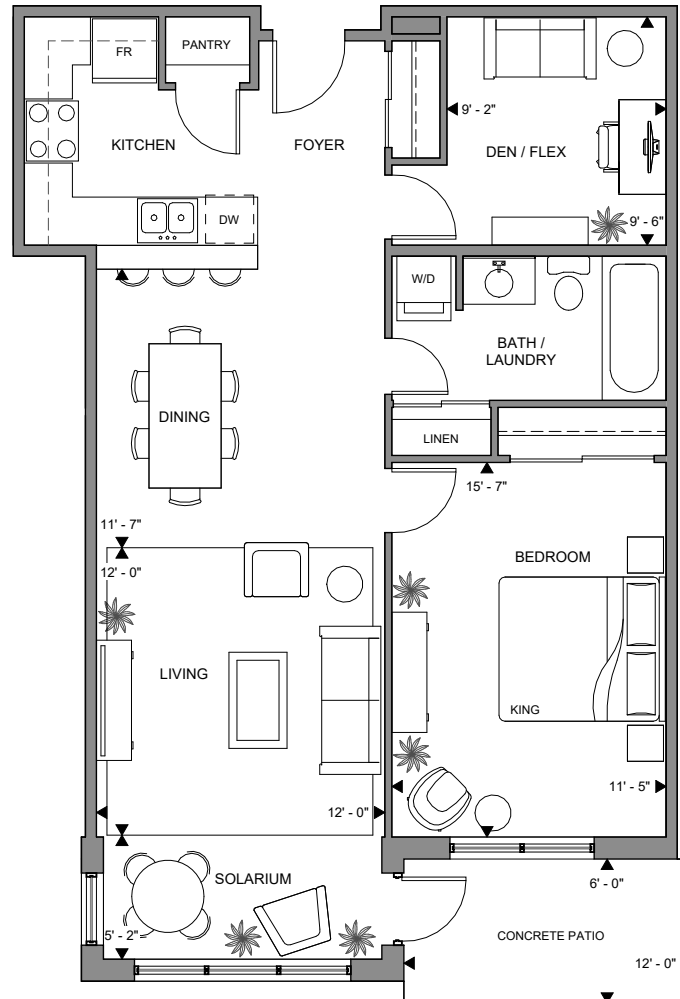 FR
PANTRY
KITCHEN
FOYER
9' - 2"
DEN / FLEX
DW
9' - 6"
W/D
BATH /
LAUNDRY
DINING
LINEN
15' - 7"
11' - 7"
12' - 0"
BEDROOM
LIVING
KING
12' - 0"
11' - 5"
SOLARIUM
6' - 0"
5' - 2"
CONCRETE PATIO
12' - 0"